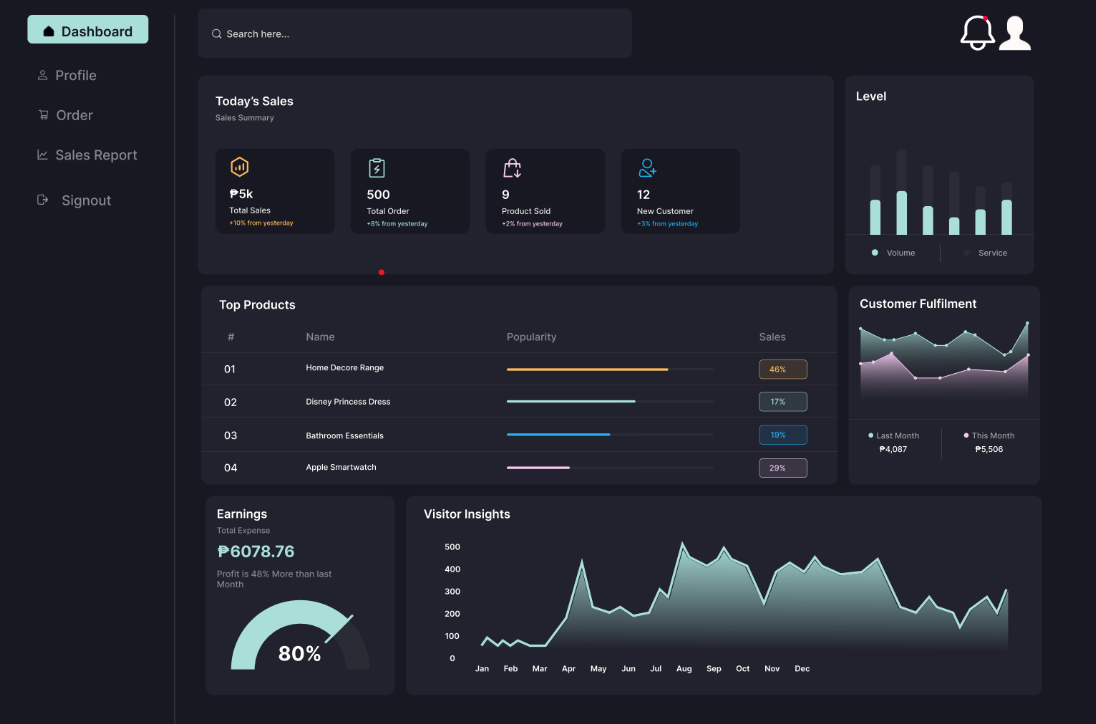 Dashboard
Profile
Order
Sales Report
Signout
Search here...
Today's Sales
Sales Summary
₱5k
Total Sales
+10% from yesterday
500
Total Order
+8% from yesterday
9
Product Sold
+2% from yesterday
12
New Customer
+3% from yesterday
Level
Volume
Service
Top Products
# Name Popularity Sales
01 Home Decore Range 46%
02 Disney Princess Dress 17%
03 Bathroom Essentials 19%
04 Apple Smartwatch 29%
Customer Fulfilment
Last Month This Month
₱4,087 ₱5,506
Earnings
Total Expense
₱6078.76
Profit is 48% More than last
Month
80%
Visitor Insights
500
400
300
200
100
0
Jan Feb Mar Apr May Jun Jul Aug Sep Oct Nov Dec